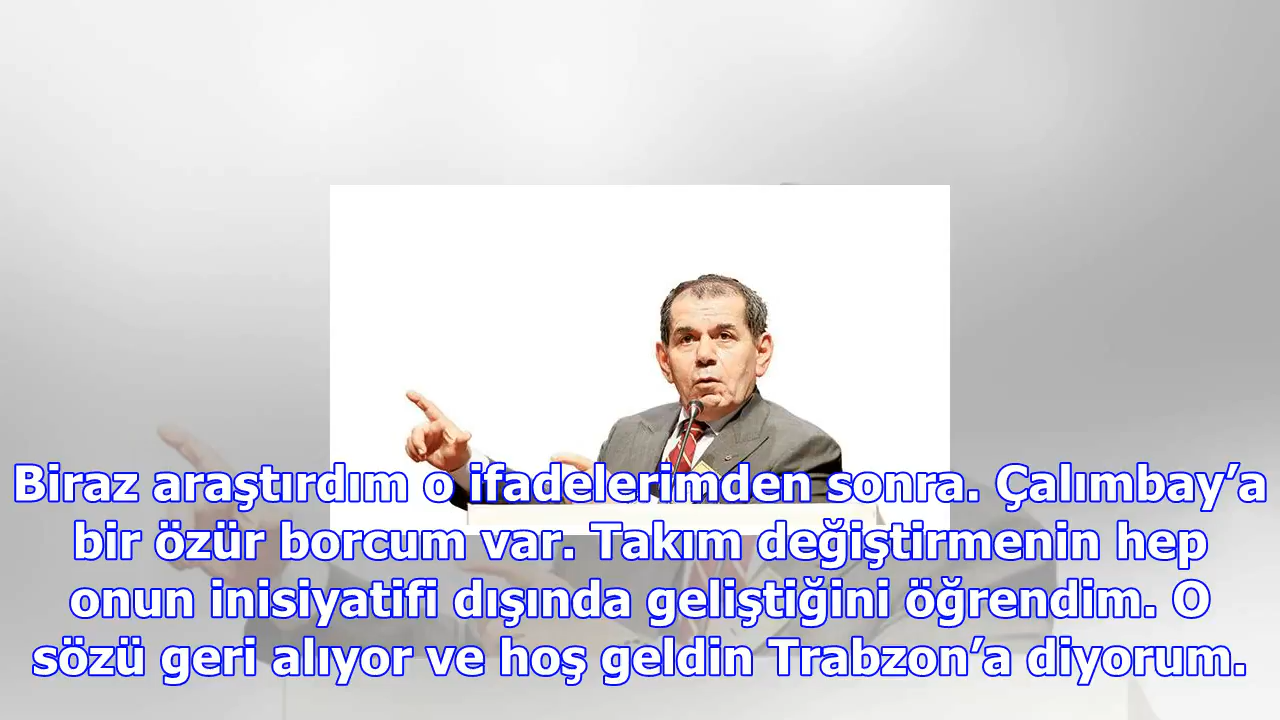 Biraz araştırdım o ifadelerimden sonra. Çalımbay’a
bir özür borcum var. Takım değiştirmenin hep
onun inisiyatifi dışında geliştiğini öğrendim. O
sözü geri alıyor ve hoş geldin Trabzon’a diyorum.